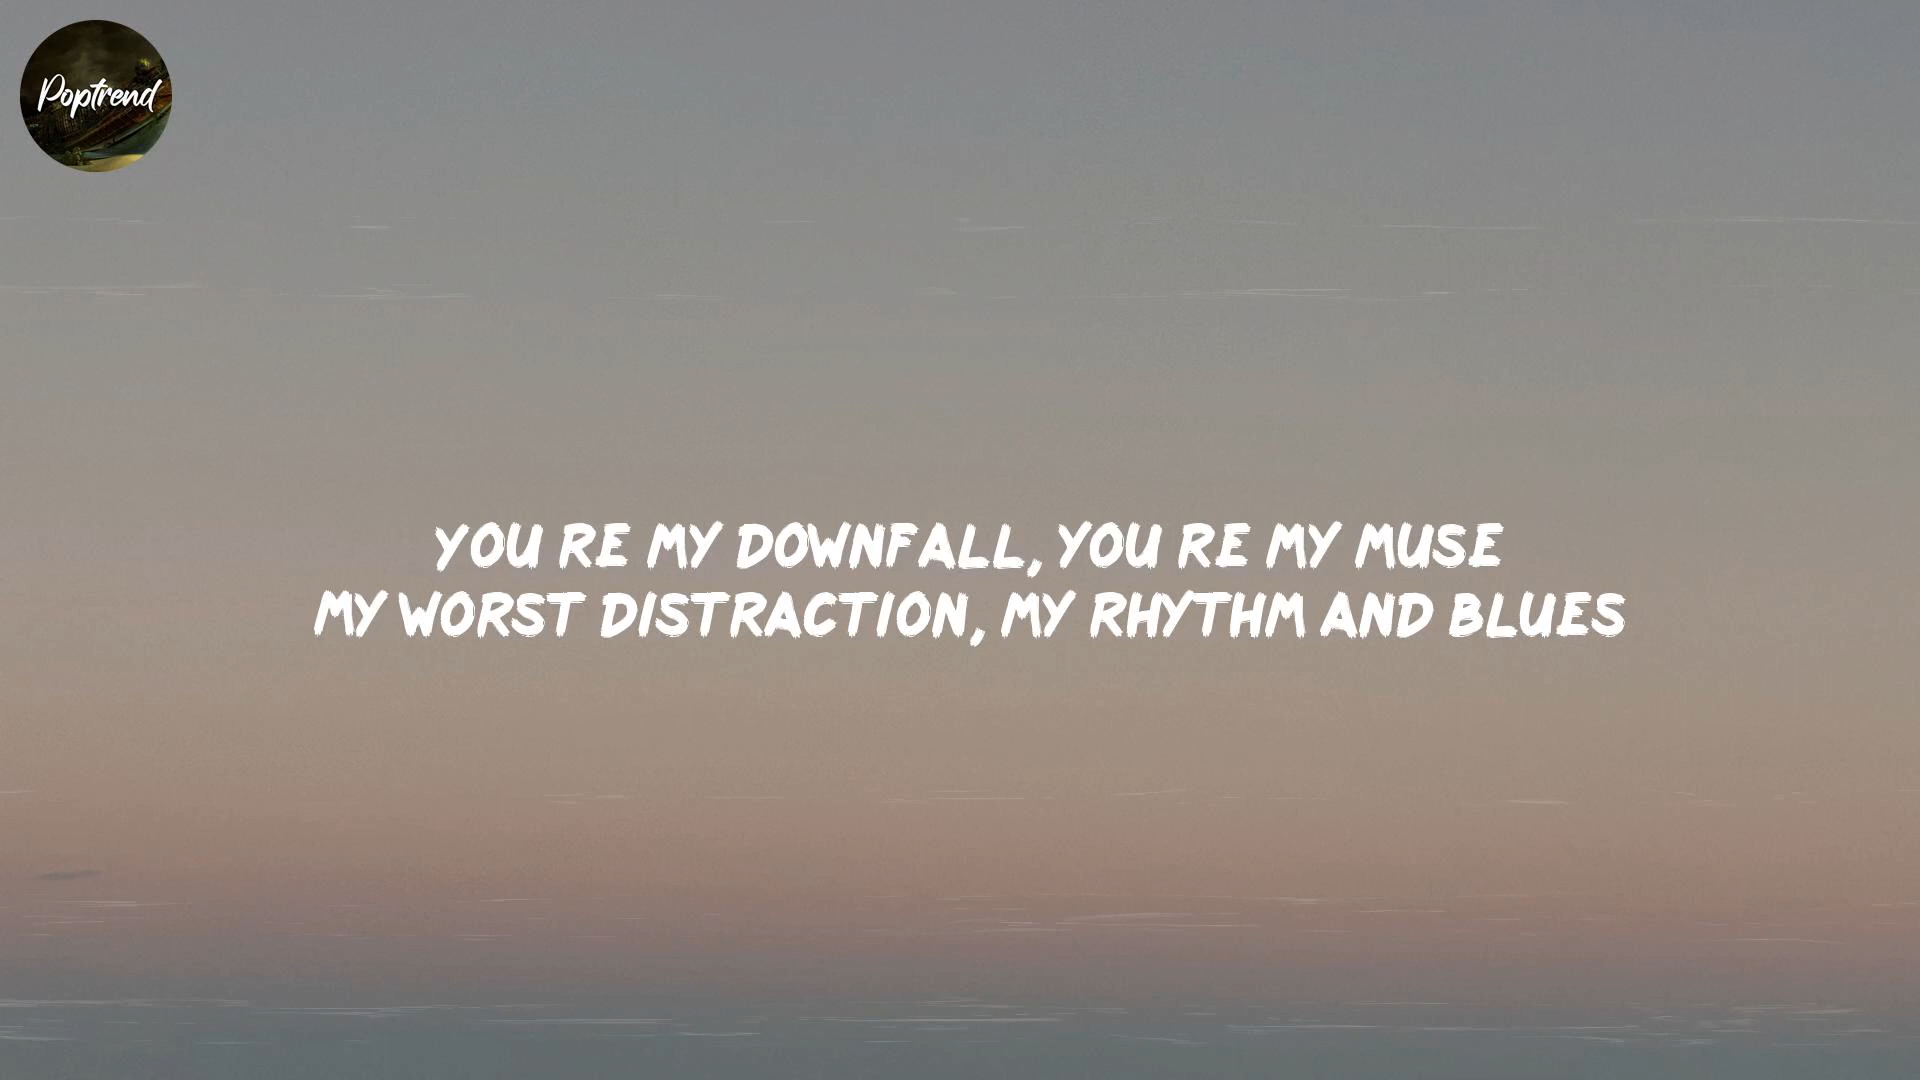 Poptrend
YOU RE MY DOWNFALL, YOU RE MY MUSE
MY WORST DISTRACTION, MY RHYTHM AND BLUES